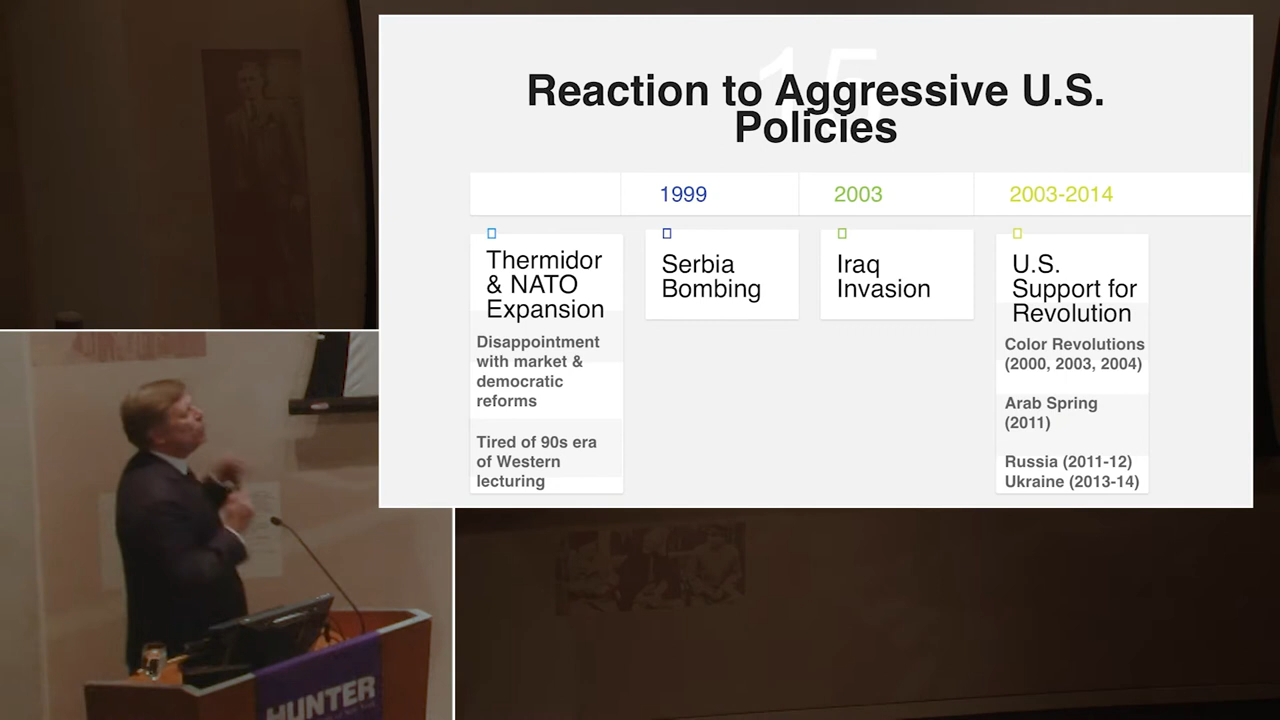 15
Reaction to Aggressive U.S.
Policies
1999
2003
2003-2014
Thermidor
& NATO
Expansion
Disappointment
with market &
democratic
reforms
Tired of 90s era
of Western
lecturing
Serbia
Bombing
Iraq
Invasion
U.S.
Support for
Revolution
Color Revolutions
(2000, 2003, 2004)
Arab Spring
(2011)
Russia (2011-12)
Ukraine (2013-14)
HUNTER